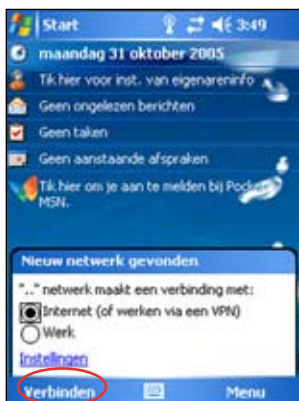 Start 3:49
maandag 31 oktober 2005
Tik hier voor inst. van eigenareninfo
Geen ongelezen berichten
Geen taken
Geen aanstaande afspraken
Tik hier om je aan te melden bij Pocket
MSN.
Nieuw netwerk gevonden
".." netwerk maakt een verbinding met:
Internet (of werken via een VPN)
Werk
Instellingen
Verbinden Menu